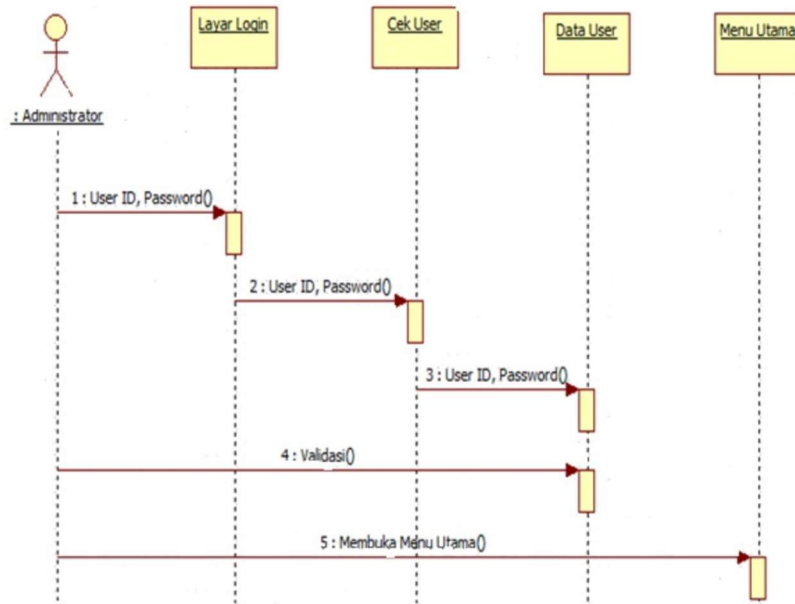 Layar Login
Cek User
Data User
Menu Utama
: Administrator
1 : User ID, Password()
2 : User ID, Password()
3 : User ID, Password()
4 : Validasi()
5 : Membuka Menu Utama()